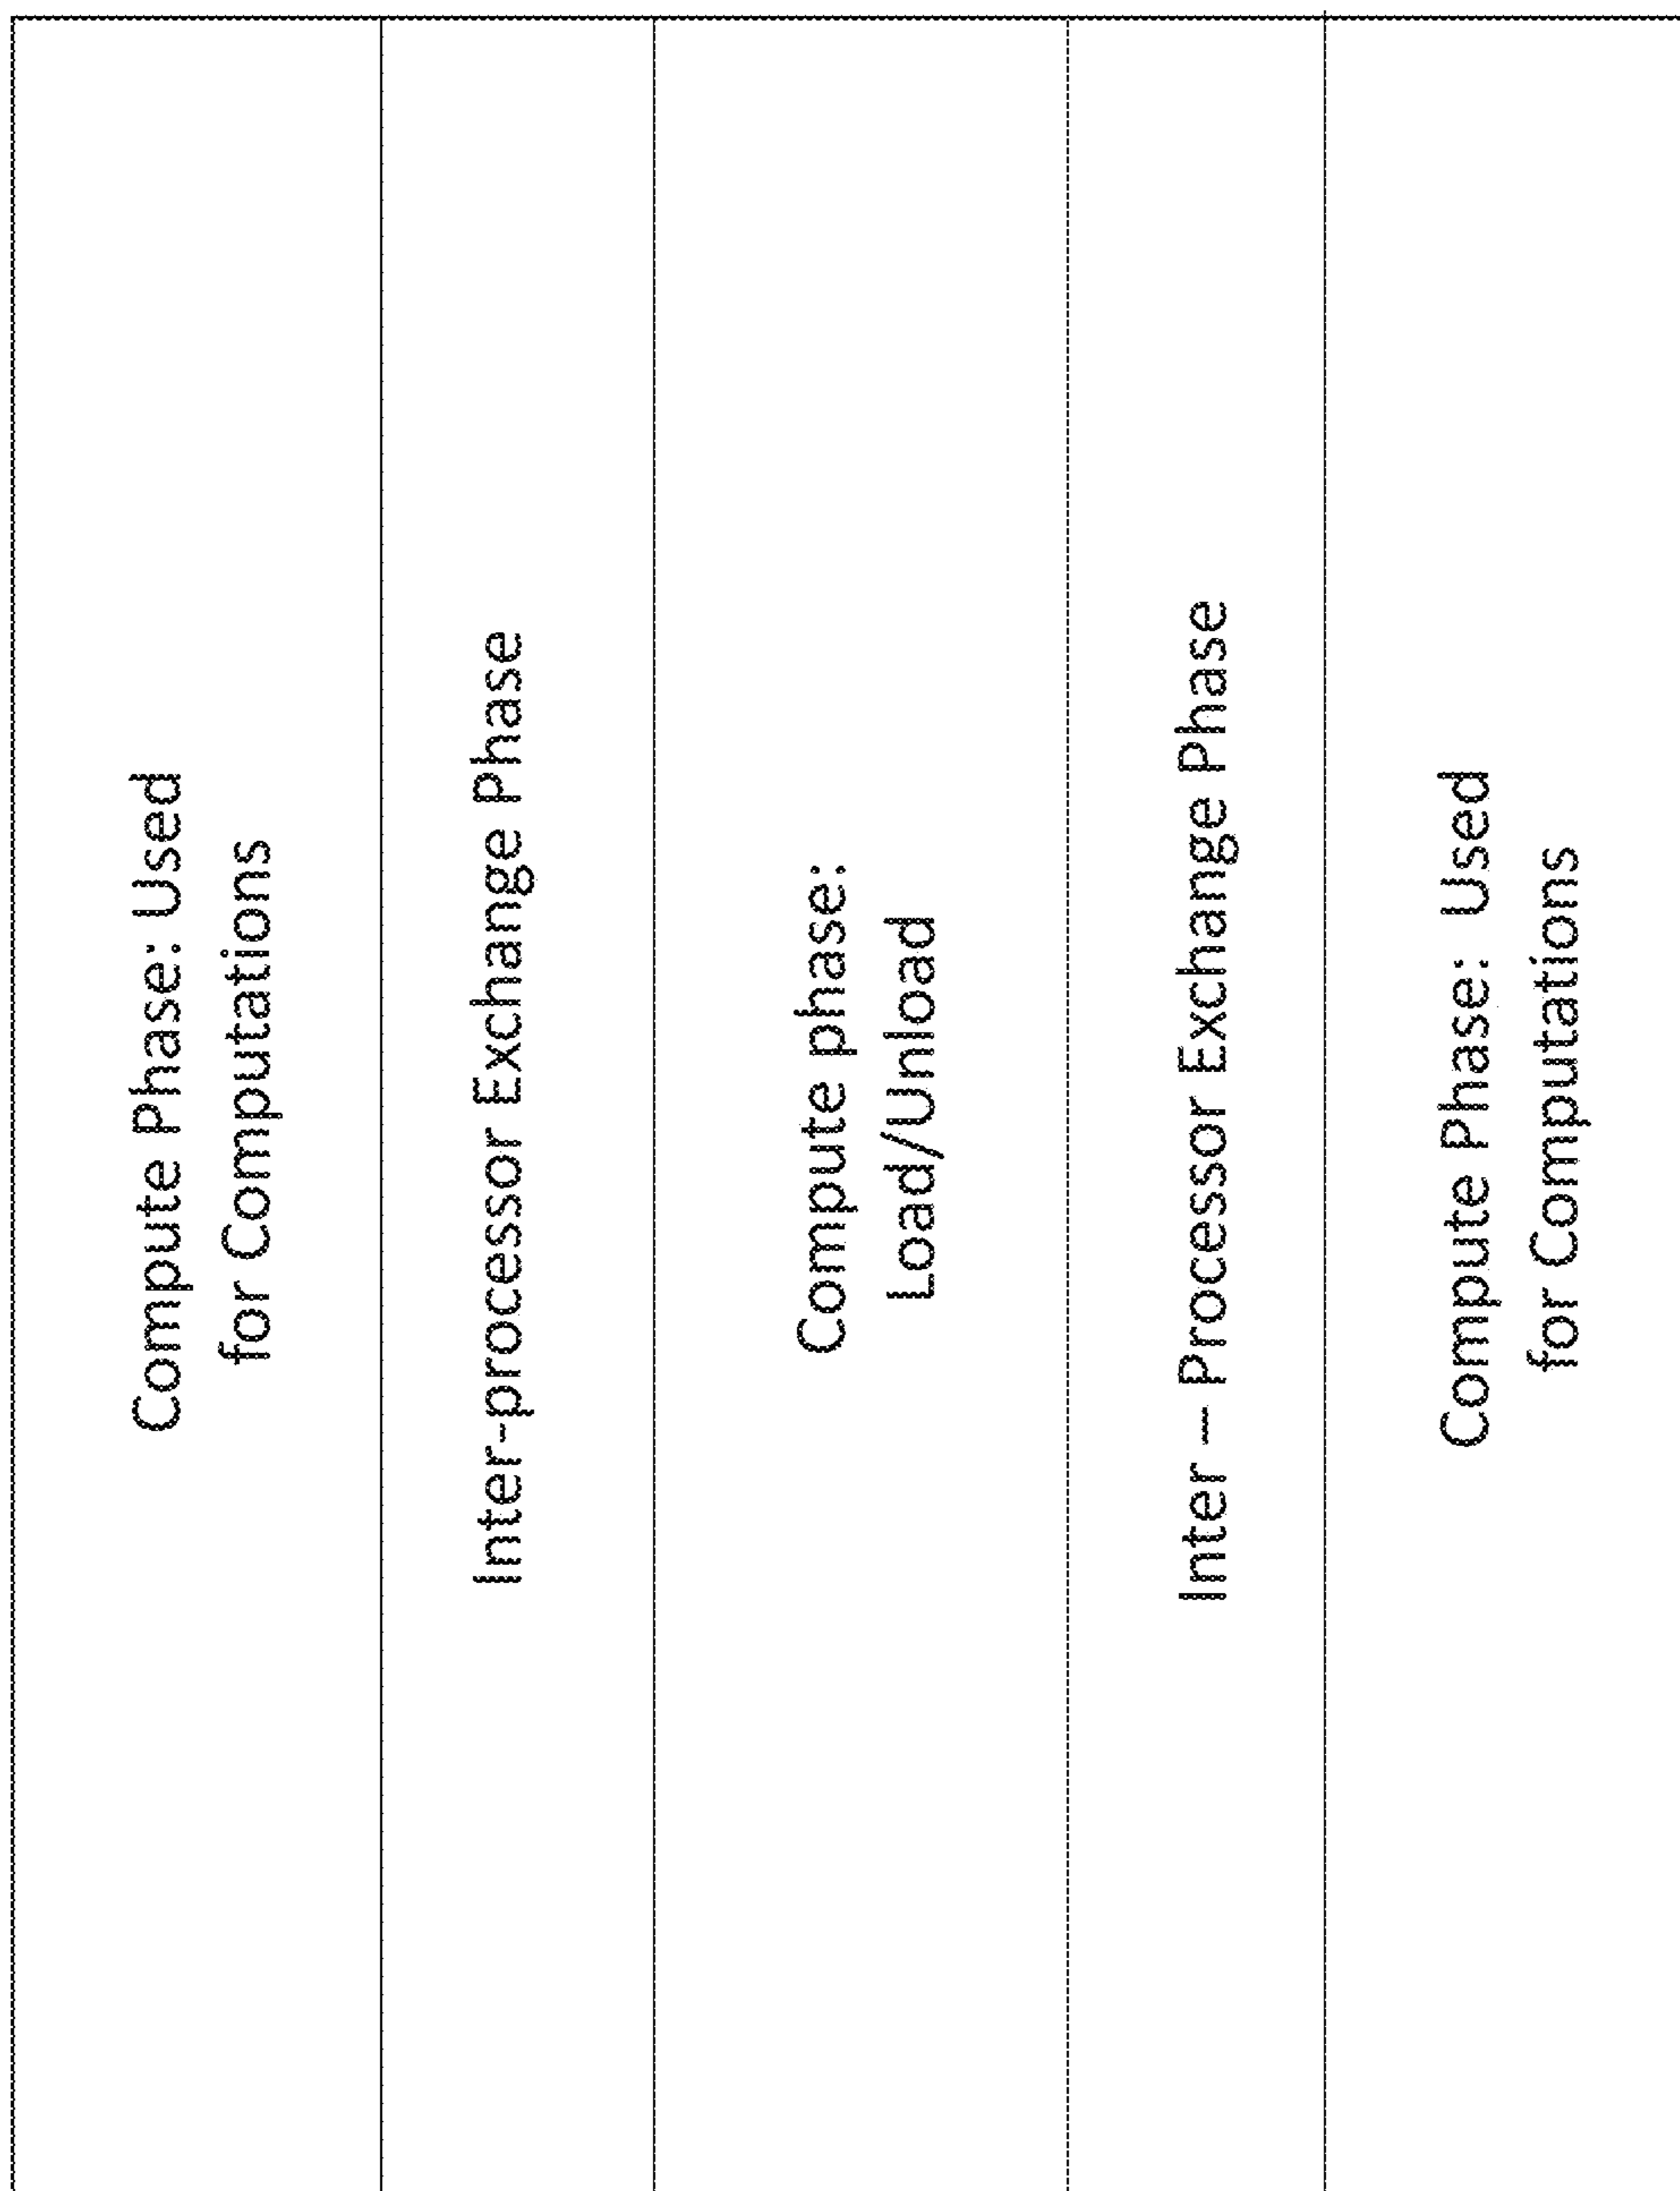 Compute Phase: Used
for Computations
Inter-processor Exchange Phase
Compute phase:
Load/Unload
Inter – Processor Exchange Phase
Compute Phase: Used
for Computations